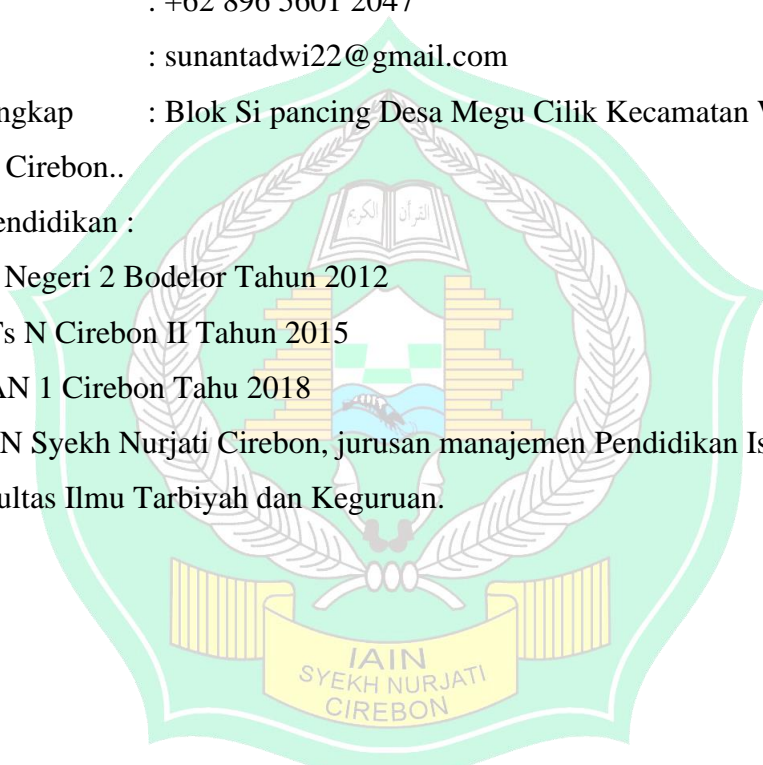 : +62 896 5601 2047
: sunantadwi22@gmail.com
ngkap : Blok Si pancing Desa Megu Cilik Kecamatan
Cirebon..
endidikan :
Negeri 2 Bodelor Tahun 2012
Ts N Cirebon II Tahun 2015
AN 1 Cirebon Tahu 2018
N Syekh Nurjati Cirebon, jurusan manajemen Pendidikan Is
ultas Ilmu Tarbiyah dan Keguruan.
القرآن الكريم
IAIN
SYEKH NURJATI
CIREBON